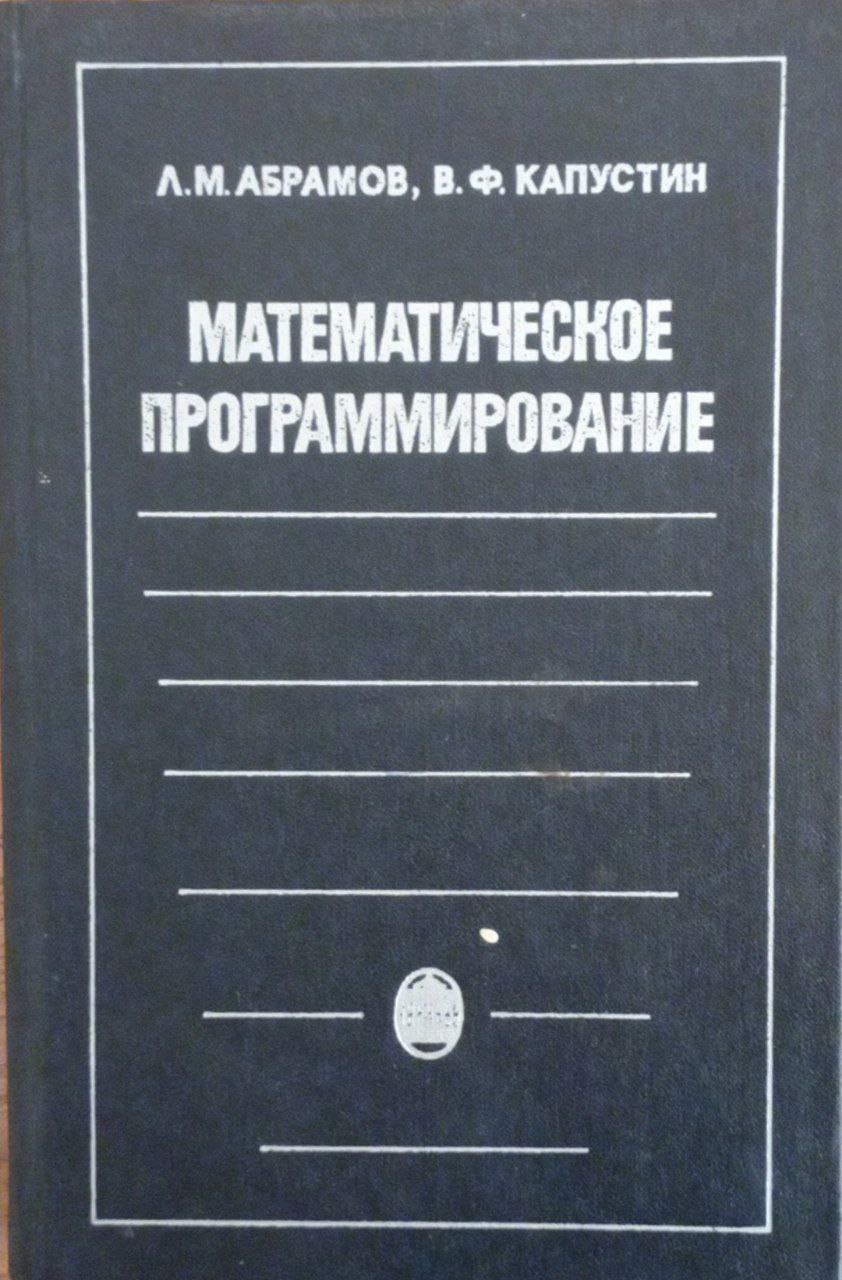 Л.М. АБРАМОВ, В.Ф. КАПУСТИН
МАТЕМАТИЧЕСКОЕ
ПРОГРАММИРОВАНИЕ